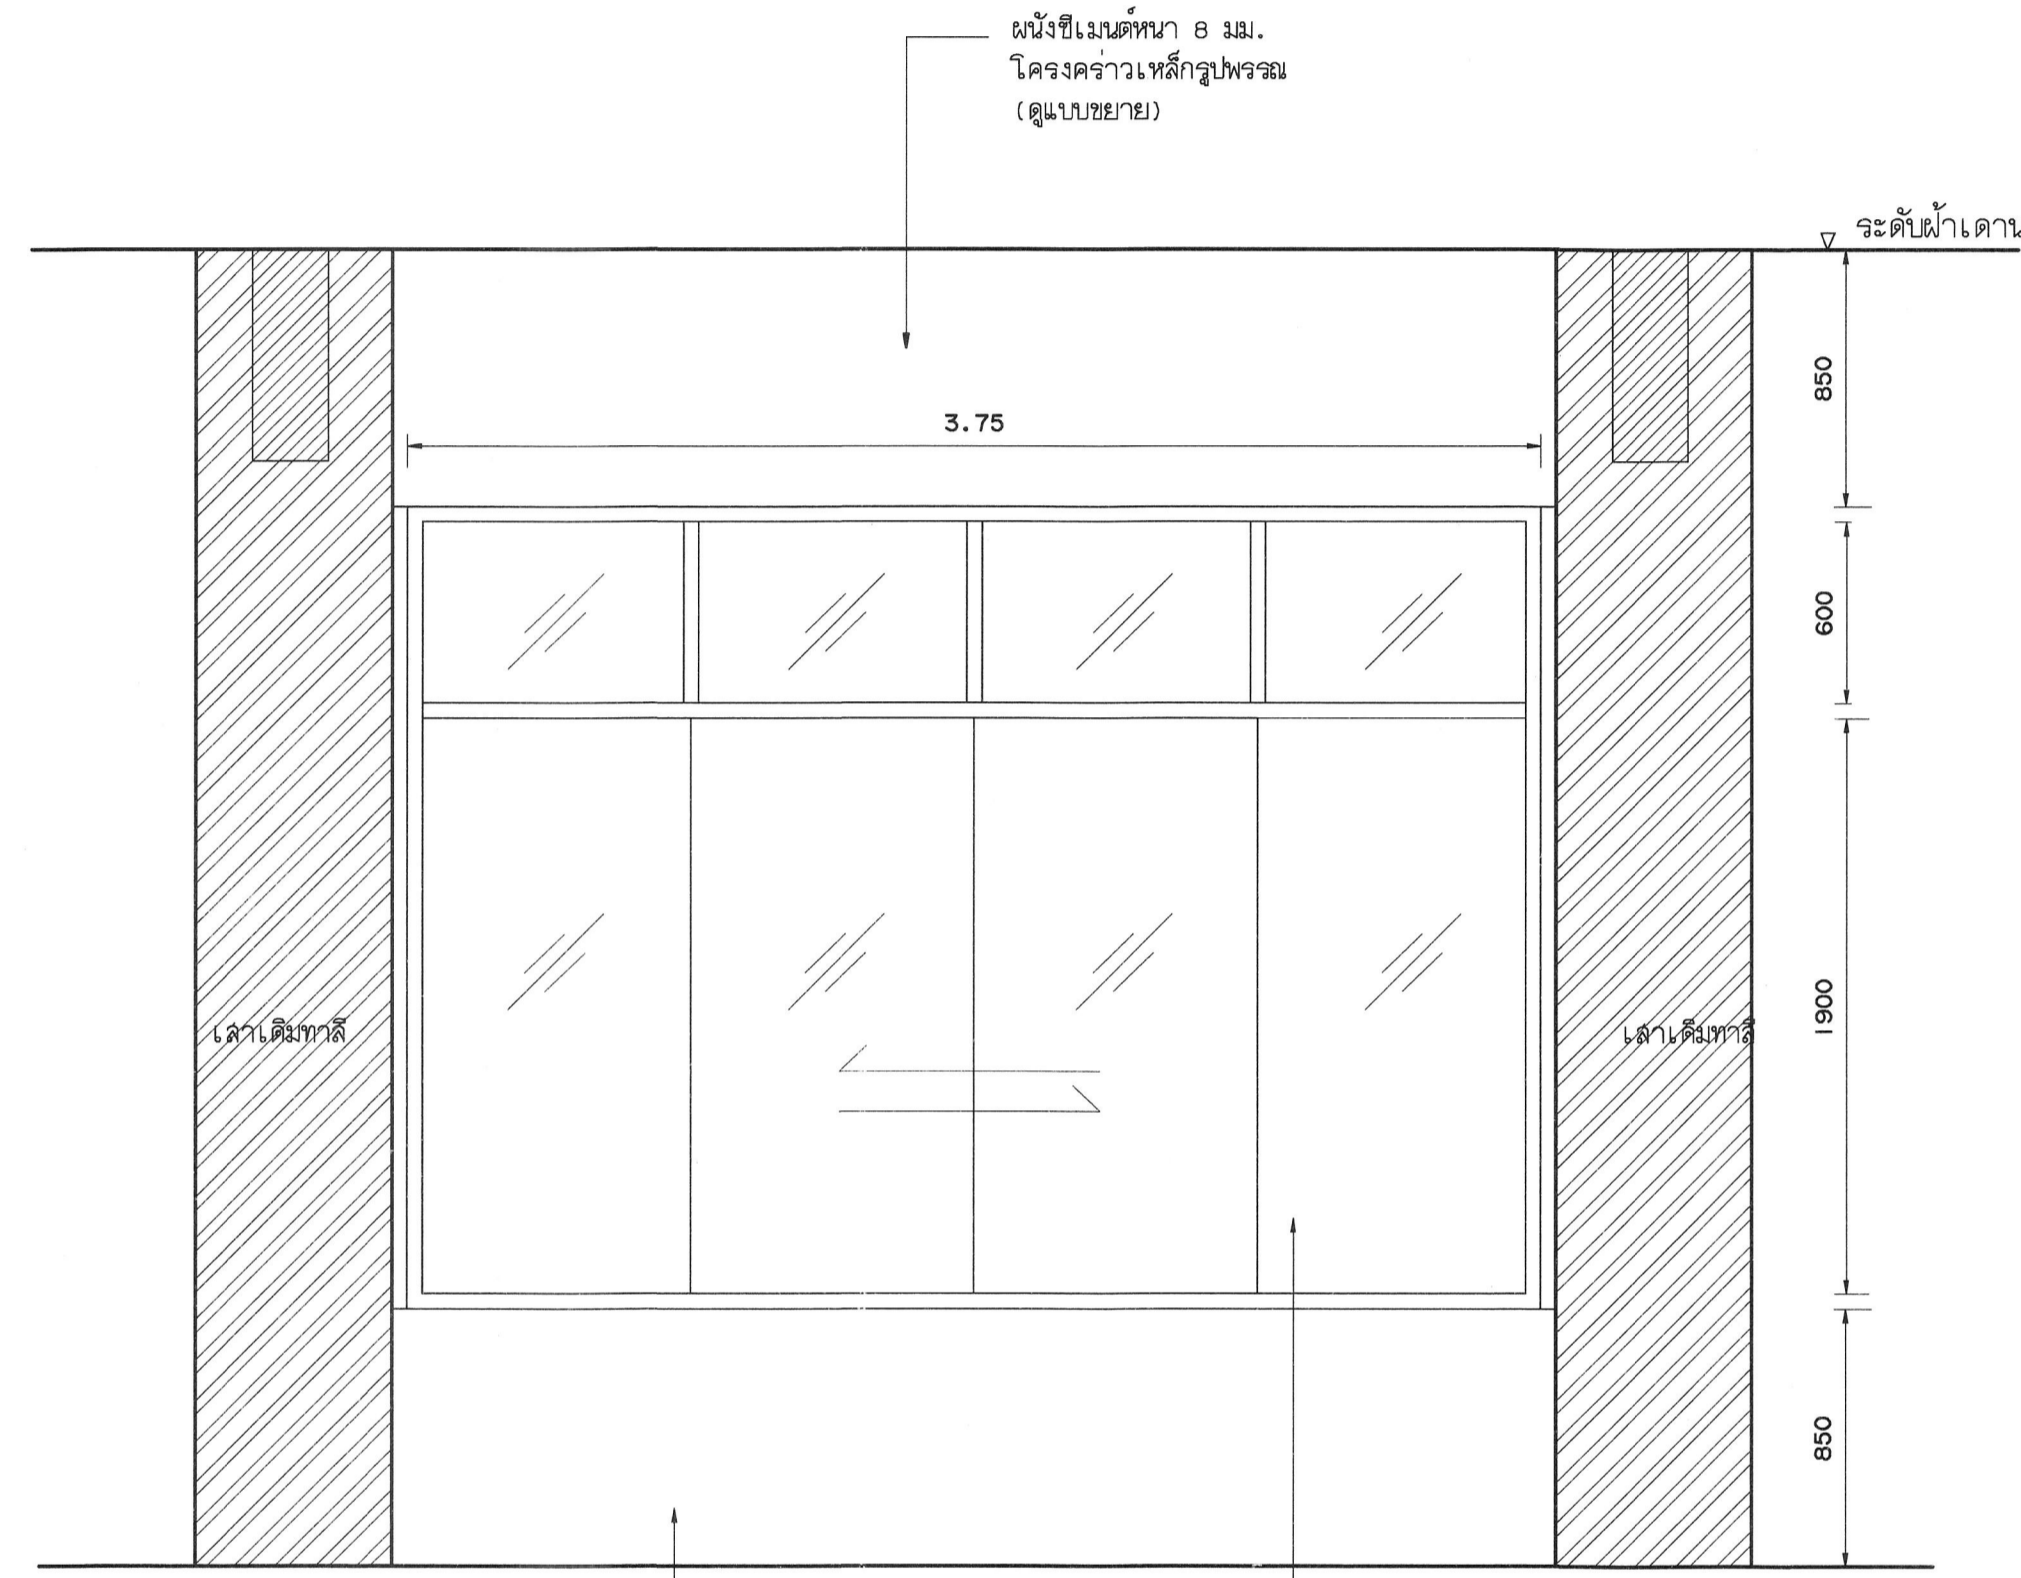 ผนังซีเมนต์หนา 8 มม.
โครงคร่าวเหล็กรูปพรรณ
(ดูแบบขยาย)
ระดับฝ้าเดาน
850
3.75
600
เสาเดิมทาสี
เสาเดิมทาสี
1900
850